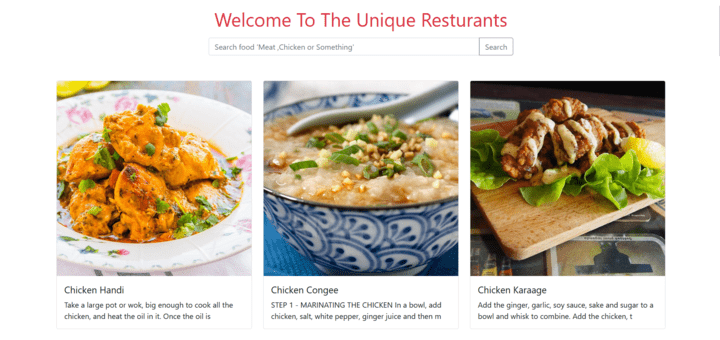 Welcome To The Unique Resturants
Search food 'Meat ,Chicken or Something'
Search
Chicken Handi
Take a large pot or wok, big enough to cook all the
chicken, and heat the oil in it. Once the oil is
Chicken Congee
STEP 1 - MARINATING THE CHICKEN In a bowl, add
chicken, salt, white pepper, ginger juice and then m
Chicken Karaage
Add the ginger, garlic, soy sauce, sake and sugar to a
bowl and whisk to combine. Add the chicken, t